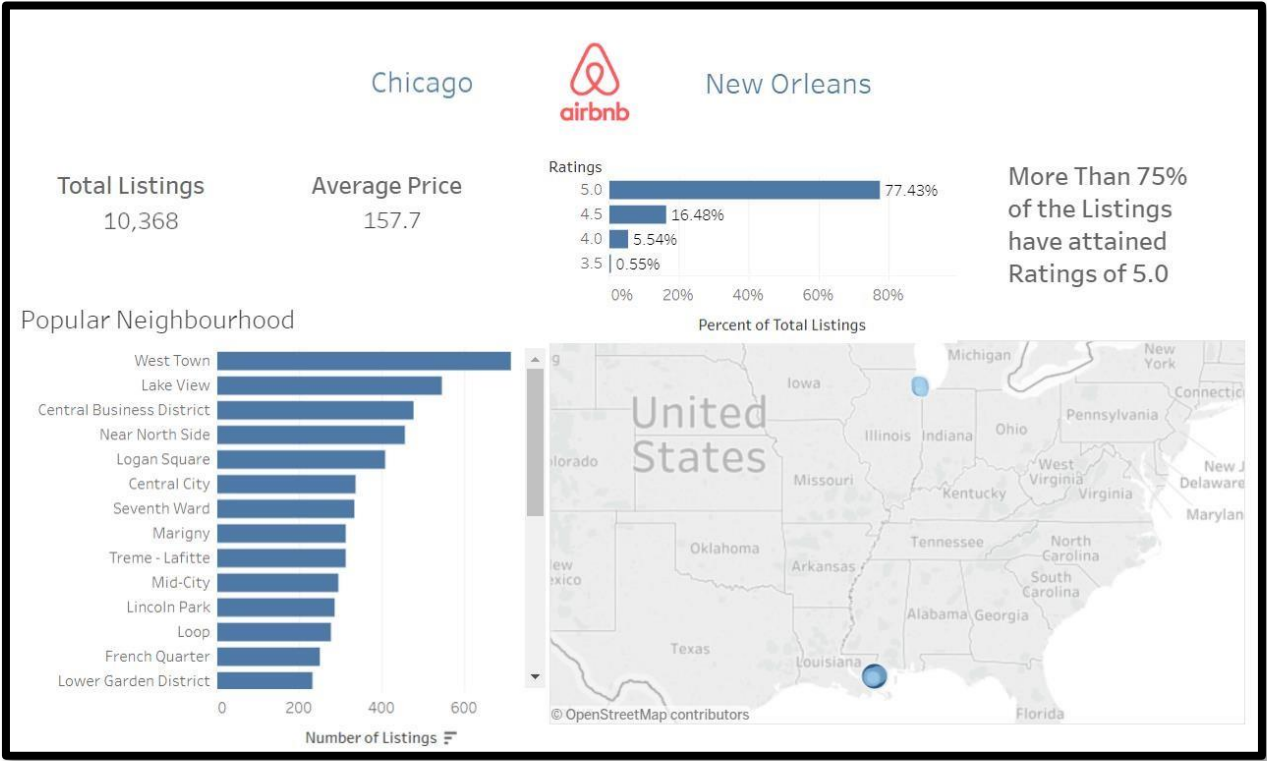 Chicago
airbnb
New Orleans
Total Listings
10,368
Average Price
157.7
Ratings
5.0 77.43%
4.5 16.48%
4.0 5.54%
3.5 0.55%
0% 20% 40% 60% 80%
Percent of Total Listings
More Than 75%
of the Listings
have attained
Ratings of 5.0
Popular Neighbourhood
West Town
Lake View
Central Business District
Near North Side
Logan Square
Central City
Seventh Ward
Marigny
Treme - Lafitte
Mid-City
Lincoln Park
Loop
French Quarter
Lower Garden District
0 200 400 600
Number of Listings
g
Michigan
New
York
Iowa
Connectic
United
States
Pennsylvania
Illinois
Indiana
Ohio
olorado
Missouri
West
Virginia
New J
Delaware
Kentucky
Virginia
Marylan
Oklahoma
Tennessee
North
Carolina
ew
exico
Arkansas
South
Carolina
Alabama
Georgia
Texas
Louisiana
© OpenStreetMap contributors
Florida